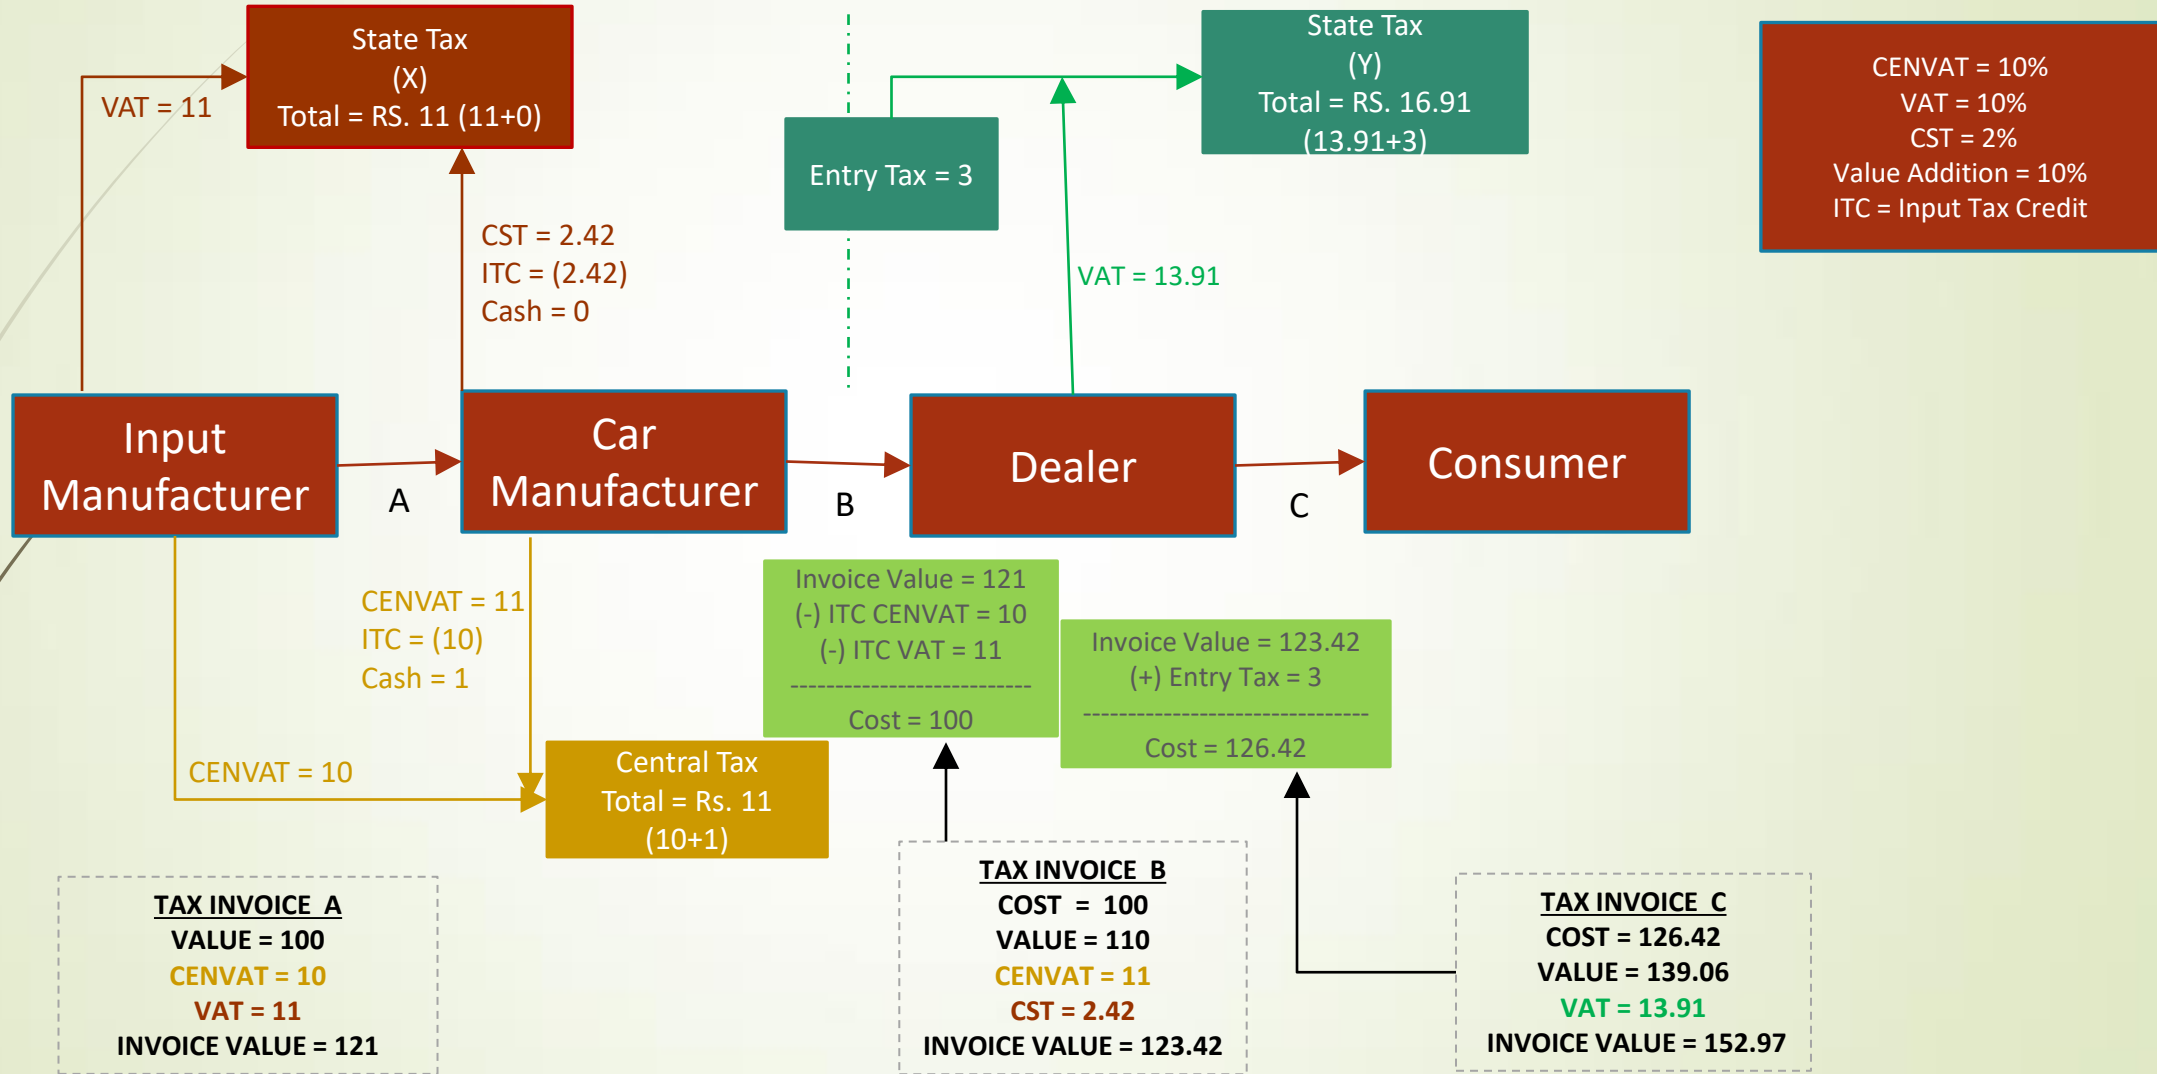 State Tax
(X)
Total = RS. 11 (11+0)
VAT = 11
State Tax
(Y)
Total = RS. 16.91
(13.91+3)
CENVAT = 10%
VAT = 10%
CST = 2%
Value Addition = 10%
ITC = Input Tax Credit
Entry Tax = 3
CST = 2.42
ITC = (2.42)
Cash = 0
VAT = 13.91
Input
Manufacturer
A
Car
Manufacturer
B
Dealer
C
Consumer
CENVAT = 11
ITC = (10)
Cash = 1
CENVAT = 10
Central Tax
Total = Rs. 11
(10+1)
Invoice Value = 121
(-) ITC CENVAT = 10
(-) ITC VAT = 11
---------------------------
Cost = 100
Invoice Value = 123.42
(+) Entry Tax = 3
--------------------------------
Cost = 126.42
TAX INVOICE A
VALUE = 100
CENVAT = 10
VAT = 11
INVOICE VALUE = 121
TAX INVOICE B
COST = 100
VALUE = 110
CENVAT = 11
CST = 2.42
INVOICE VALUE = 123.42
TAX INVOICE C
COST = 126.42
VALUE = 139.06
VAT = 13.91
INVOICE VALUE = 152.97